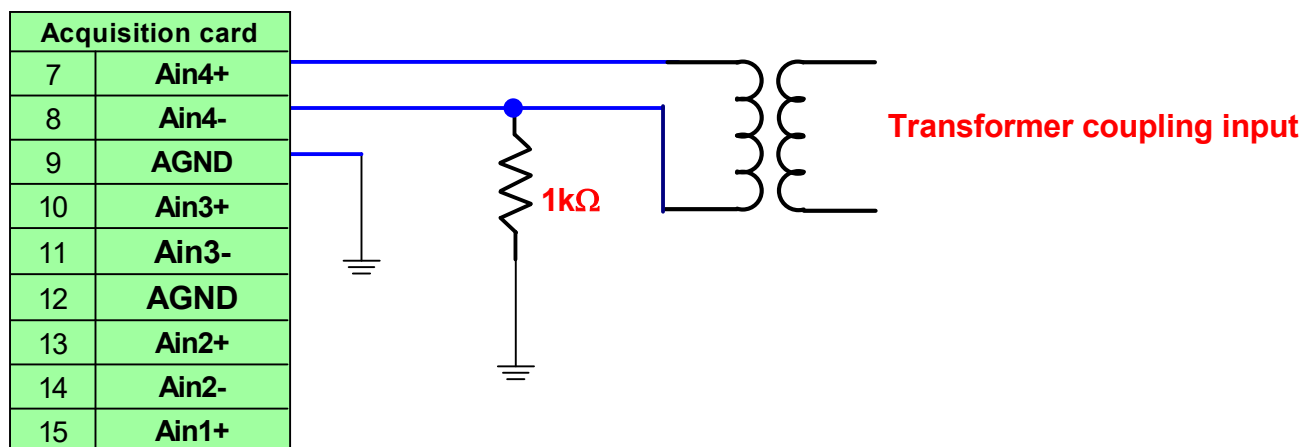 Acquisition card
7 Ain4+
8 Ain4-
9 AGND
10 Ain3+
11 Ain3-
12 AGND
13 Ain2+
14 Ain2-
15 Ain1+
Transformer coupling input
1kΩ